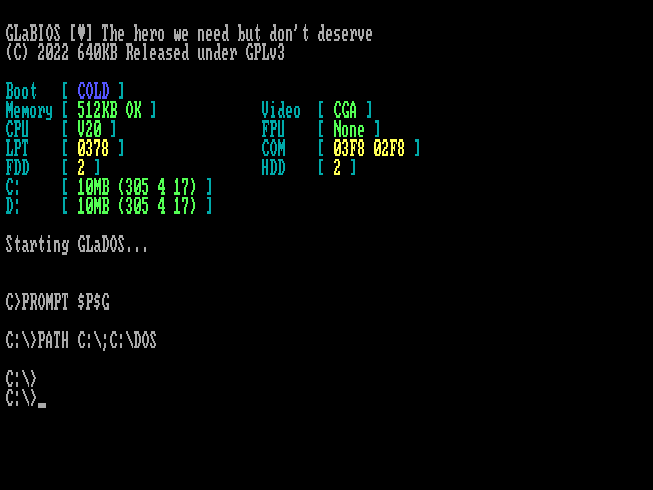 GLaBIOS [♥] The hero we need but don't deserve
(C) 2022 640KB Released under GPLv3
Boot [ COLD ]
Memory [ 512KB OK ] Video [ CGA ]
CPU [ V20 ] FPU [ None ]
LPT [ 0378 ] COM [ 03F8 02F8 ]
FDD [ 2 ] HDD [ 2 ]
C: [ 10MB (305 4 17) ]
D: [ 10MB (305 4 17) ]
Starting GLaDOS...
C>PROMPT $P$G
C:\>PATH C:\;C:\DOS
C:\>
C:\>_